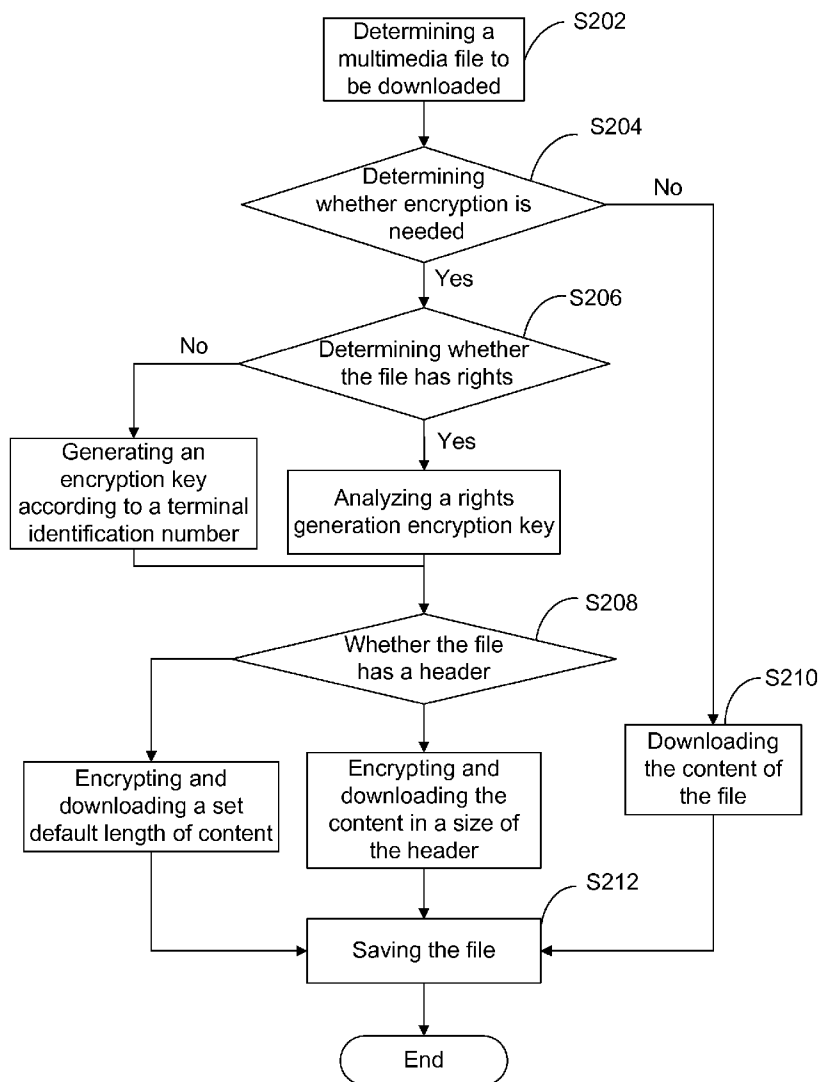 Determining a
multimedia file to
be downloaded
S202
S204
Determining
whether encryption is
needed
No
Yes
S206
No
Determining whether
the file has rights
Yes
Generating an
encryption key
according to a terminal
identification number
Analyzing a rights
generation encryption key
S208
Whether the file
has a header
S210
Downloading
the content of
the file
Encrypting and
downloading a set
default length of content
Encrypting and
downloading the
content in a size of
the header
S212
Saving the file
End